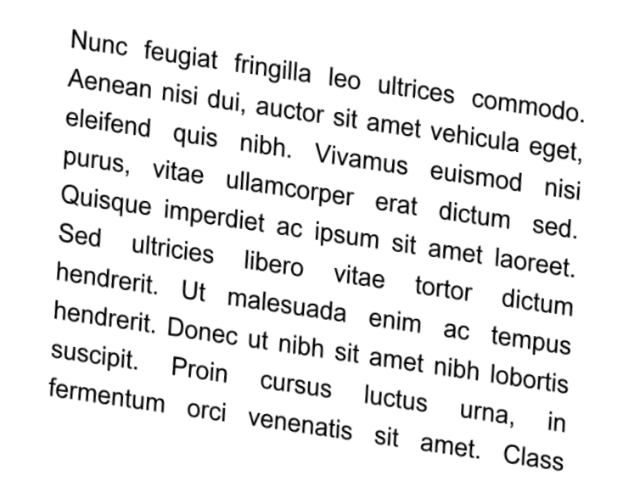 Nunc feugiat fringilla leo ultrices commodo.
Aenean nisi dui, auctor sit amet vehicula eget,
eleifend quis nibh. Vivamus euismod nisi
purus, vitae ullamcorper erat dictum sed.
Quisque imperdiet ac ipsum sit amet laoreet.
Sed ultricies libero vitae tortor dictum
hendrerit. Ut malesuada enim ac tempus
hendrerit. Donec ut nibh sit amet nibh lobortis
suscipit. Proin cursus luctus urna, in
fermentum orci venenatis sit amet. Class